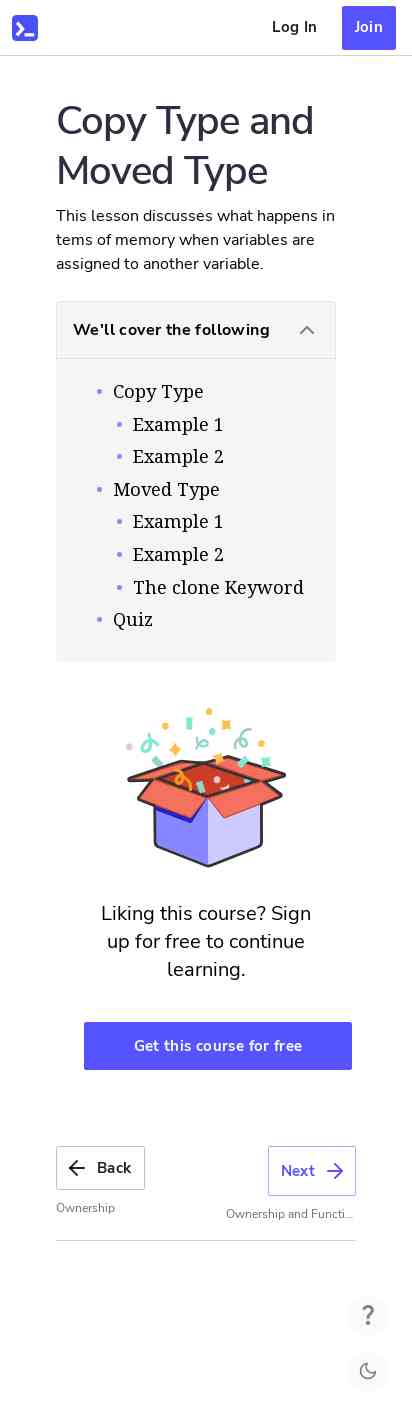 Log In
Join
Copy Type and
Moved Type
This lesson discusses what happens in
tems of memory when variables are
assigned to another variable.
We'll cover the following
Copy Type
Example 1
Example 2
Moved Type
Example 1
Example 2
The clone Keyword
Quiz
Liking this course? Sign
up for free to continue
learning.
Get this course for free
Back
Next
Ownership
Ownership and Functi...
?